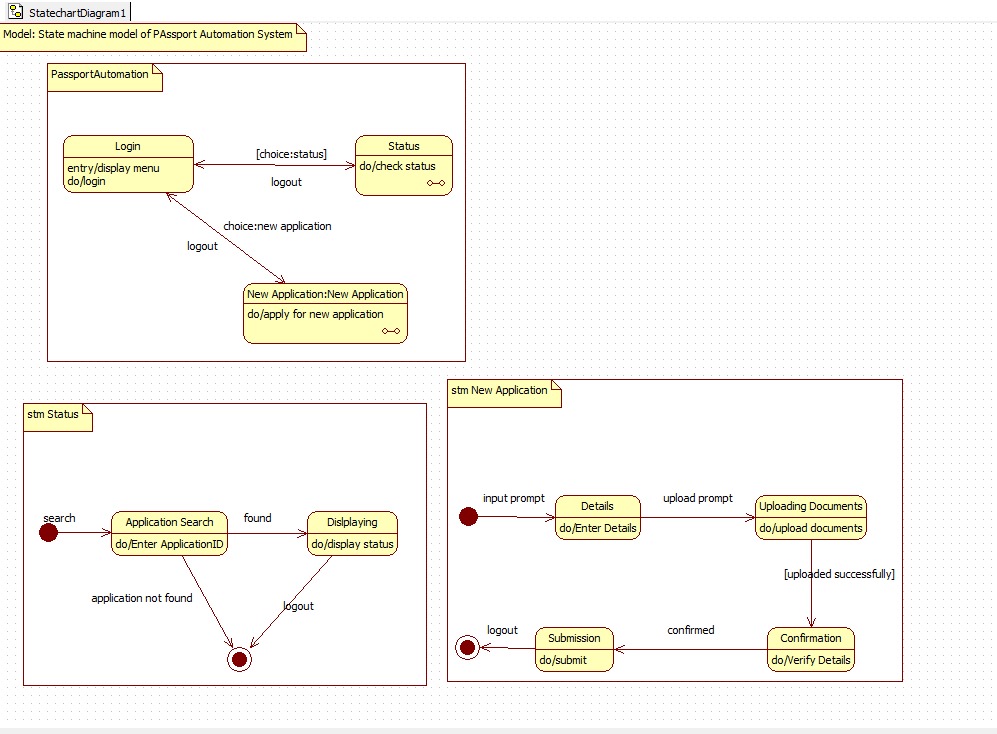 StatechartDiagram1
Model: State machine model of PAssport Automation System
PassportAutomation
Login
entry/display menu
do/login
[choice:status]
logout
Status
do/check status
choice:new application
logout
New Application:New Application
do/apply for new application
stm Status
search
Application Search
do/Enter ApplicationID
found
Dislplaying
do/display status
application not found
logout
stm New Application
input prompt
Details
do/Enter Details
upload prompt
Uploading Documents
do/upload documents
[uploaded successfully]
Confirmation
do/Verify Details
confirmed
Submission
do/submit
logout